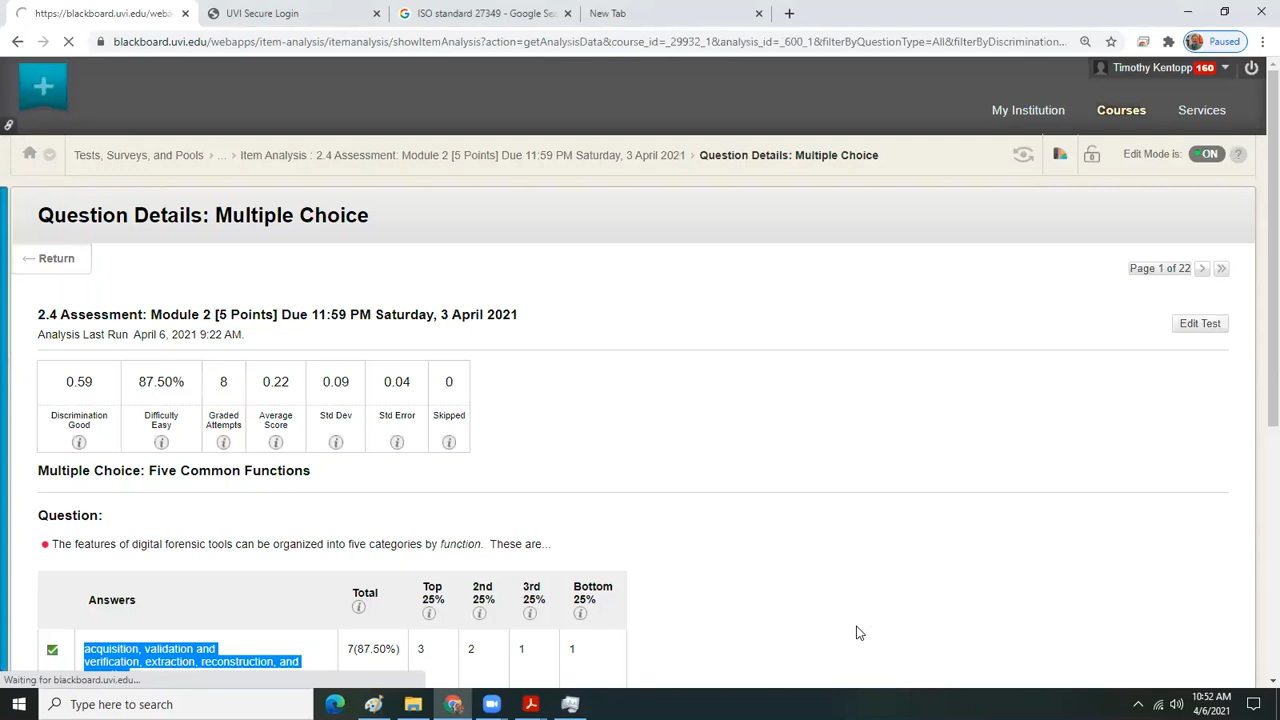 https://blackboard.uvi.edu/weba
UVI Secure Login
ISO standard 27349 - Google Sea
New Tab
blackboard.uvi.edu/webapps/item-analysis/itemanalysis/showItemAnalysis?area=getAnalysisData&course_id=_29932_1&analysis_id=_600_1&filterByQuestionType=All&filterByDiscrimination...
Paused
Timothy Kentopp 160
My Institution
Courses
Services
Tests, Surveys, and Pools > ... > Item Analysis : 2.4 Assessment: Module 2 [5 Points] Due 11:59 PM Saturday, 3 April 2021 > Question Details: Multiple Choice
Edit Mode is: ON ?
Question Details: Multiple Choice
Return
Page 1 of 22 > >>
2.4 Assessment: Module 2 [5 Points] Due 11:59 PM Saturday, 3 April 2021
Edit Test
Analysis Last Run April 6, 2021 9:22 AM.
0.59 87.50% 8 0.22 0.09 0.04 0
Discrimination Difficulty Graded Average Std Dev Std Error Skipped
Good Easy Attempts Score
Multiple Choice: Five Common Functions
Question:
The features of digital forensic tools can be organized into five categories by function. These are...
Answers
Total
Top 25%
2nd 25%
3rd 25%
Bottom 25%
acquisition, validation and 7(87.50%) 3 2 1 1
verification, extraction, reconstruction, and
Waiting for blackboard.uvi.edu...
Type here to search
10:52 AM
4/6/2021